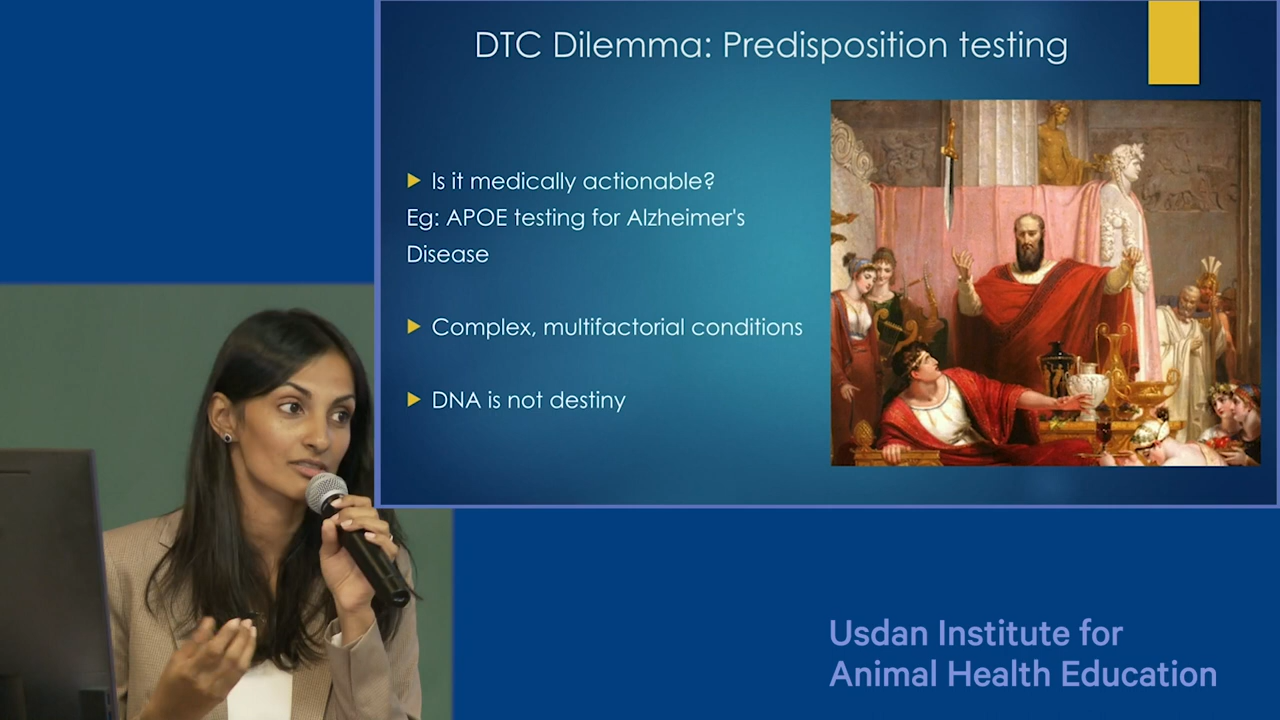 DTC Dilemma: Predisposition testing
Is it medically actionable?
Eg: APOE testing for Alzheimer's
Disease
Complex, multifactorial conditions
DNA is not destiny
Usdan Institute for
Animal Health Education